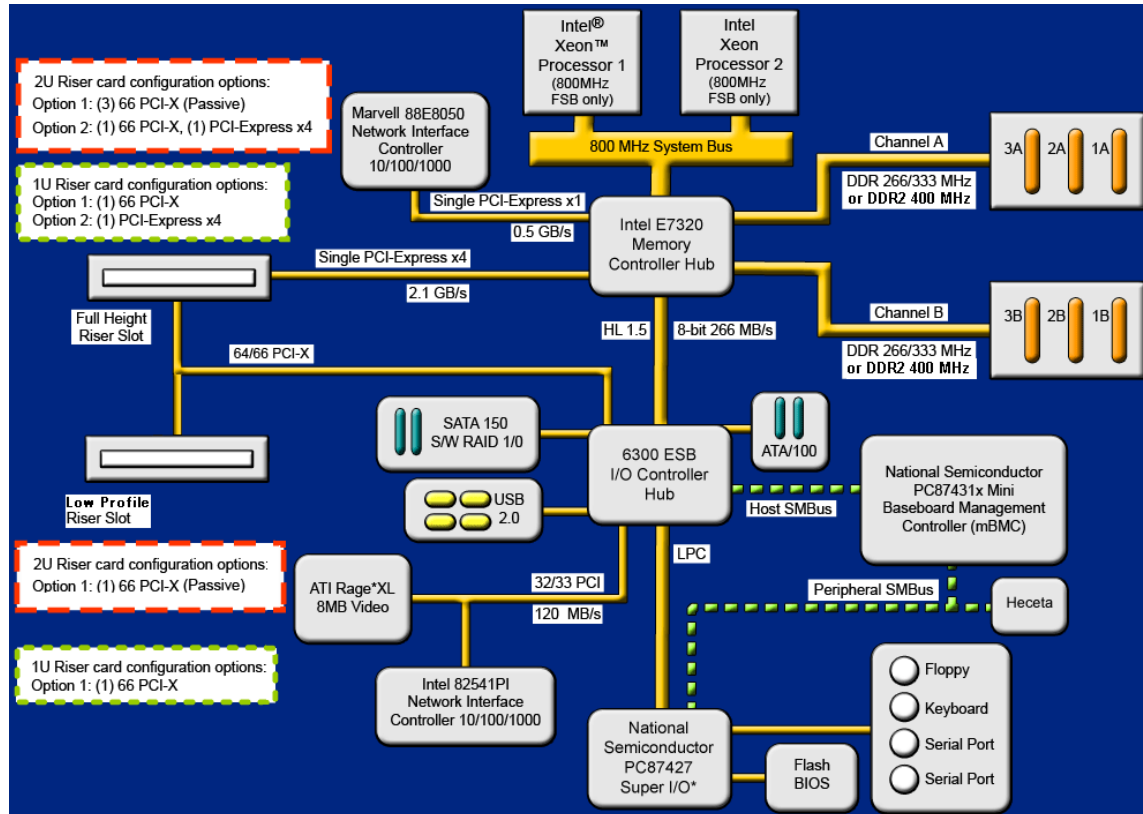 Intel®
Xeon™
Processor 1
(800MHz
FSB only)
Intel
Xeon
Processor 2
(800MHz
FSB only)
2U Riser card configuration options:
Option 1: (3) 66 PCI-X (Passive)
Option 2: (1) 66 PCI-X, (1) PCI-Express x4
Marvell 88E8050
Network Interface
Controller
10/100/1000
800 MHz System Bus
Channel A
3A 2A 1A
DDR 266/333 MHz
or DDR2 400 MHz
1U Riser card configuration options:
Option 1: (1) 66 PCI-X
Option 2: (1) PCI-Express x4
Single PCI-Express x1
0.5 GB/s
Intel E7320
Memory
Controller Hub
Single PCI-Express x4
2.1 GB/s
Full Height
Riser Slot
HL 1.5
8-bit 266 MB/s
Channel B
3B 2B 1B
DDR 266/333 MHz
or DDR2 400 MHz
64/66 PCI-X
SATA 150
S/W RAID 1/0
ATA/100
6300 ESB
I/O Controller
Hub
National Semiconductor
PC87431x Mini
Baseboard Management
Controller (mBMC)
USB
2.0
Host SMBus
Low Profile
Riser Slot
2U Riser card configuration options:
Option 1: (1) 66 PCI-X (Passive)
LPC
ATI Rage*XL
8MB Video
32/33 PCI
120 MB/s
Peripheral SMBus
Heceta
1U Riser card configuration options:
Option 1: (1) 66 PCI-X
Intel 82541PI
Network Interface
Controller 10/100/1000
National
Semiconductor
PC87427
Super I/O*
Flash
BIOS
Floppy
Keyboard
Serial Port
Serial Port